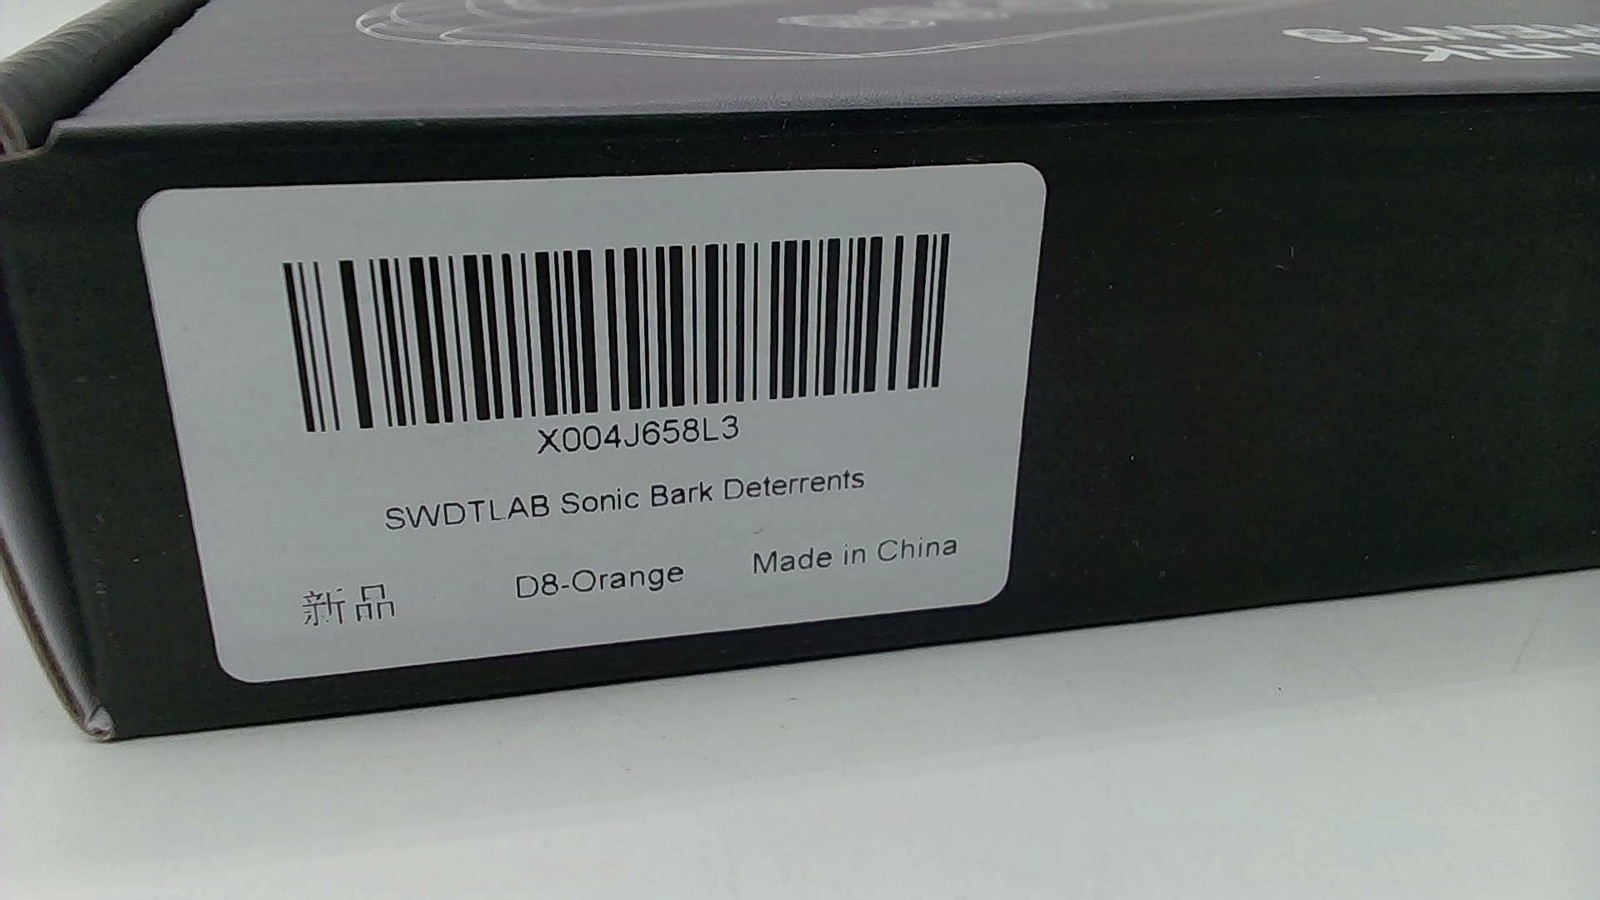 X004J658L3
SWDTLAB Sonic Bark Deterrents
新品 D8-Orange Made in China